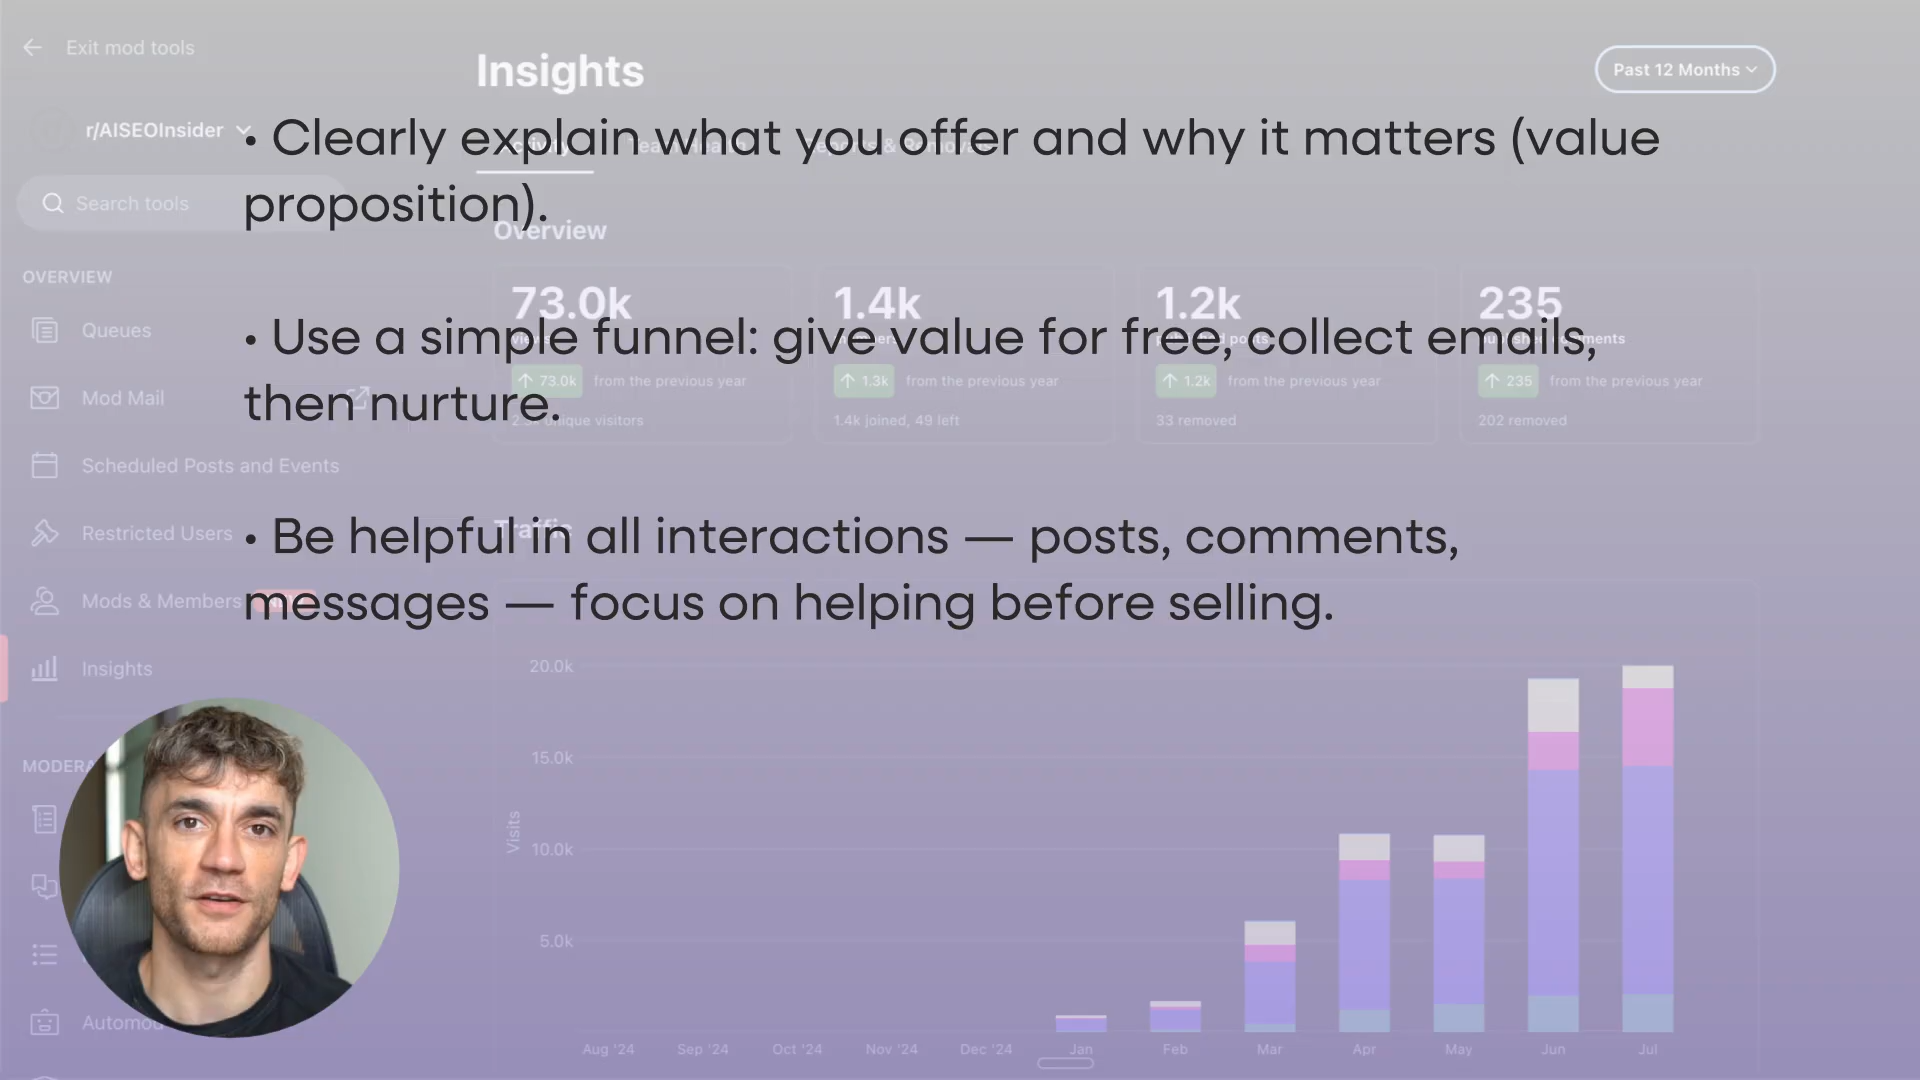 Exit mod tools
Insights
Past 12 Months
r/AISEOInsider
• Clearly explain what you offer and why it matters (value
proposition).
Search tools
Overview
OVERVIEW
73.0k
1.4k
1.2k
235
Queues
• Use a simple funnel: give value for free, collect emails,
then nurture.
↑ 73.0k from the previous year
↑ 1.3k from the previous year
↑ 1.2k from the previous year
↑ 235 from the previous year
Mod Mail
unique visitors
1.4k joined, 49 left
33 removed
202 removed
Scheduled Posts and Events
Traffic
Restricted Users
• Be helpful in all interactions — posts, comments,
messages — focus on helping before selling.
Mods & Members
Insights
20.0k
15.0k
10.0k
5.0k
Visits
Automod
Aug '24 Sep '24 Oct '24 Nov '24 Dec '24 Jan Feb Mar Apr May Jun Jul